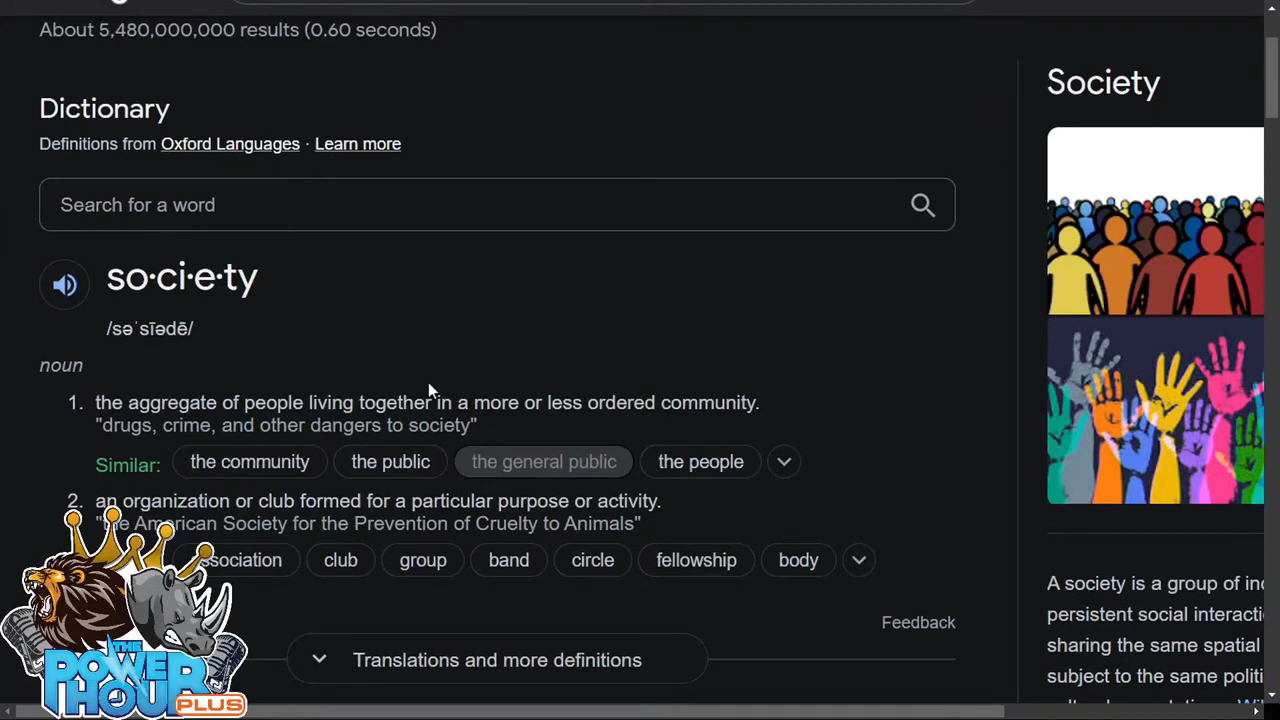 About 5,480,000,000 results (0.60 seconds)
Dictionary
Definitions from Oxford Languages · Learn more
Search for a word
so·ci·e·ty
/səˈsīədē/
noun
1. the aggregate of people living together in a more or less ordered community.
"drugs, crime, and other dangers to society"
Similar: the community the public the general public the people
2. an organization or club formed for a particular purpose or activity.
American Society for the Prevention of Cruelty to Animals"
club group band circle fellowship body
Feedback
Translations and more definitions
Society
A society is a group of
persistent social
sharing the same spatial
subject to the same
THE
POWER
HOUR
PLUS